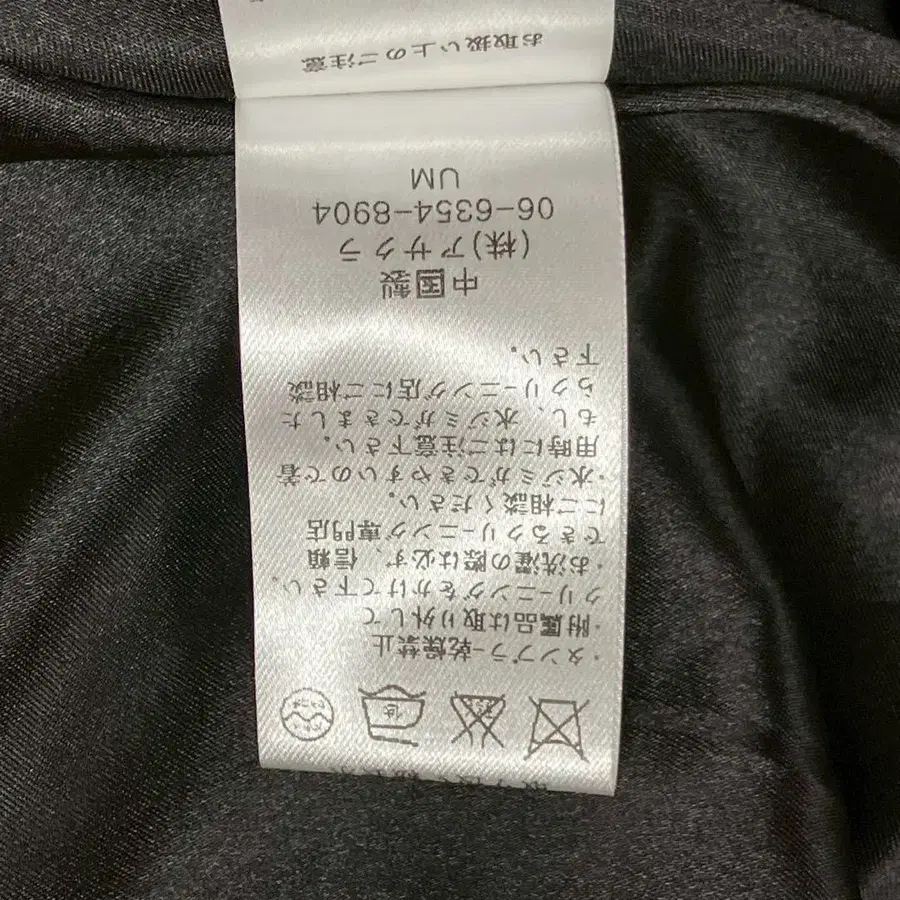 低
・タンブラー乾燥禁止
・附属品は取り外して
クリーニングをかけて下さい。
・お洗濯の際は必ず、信頼
できるクリーニング専門店
にご相談ください。
・水ジミができやすいので着
用時にはご注意下さい。
もし、水ジミができました
らクリーニング店にご相談
下さい。
中国製
(株)アサクラ
06-6354-8904
UM
お取扱い上のご注意